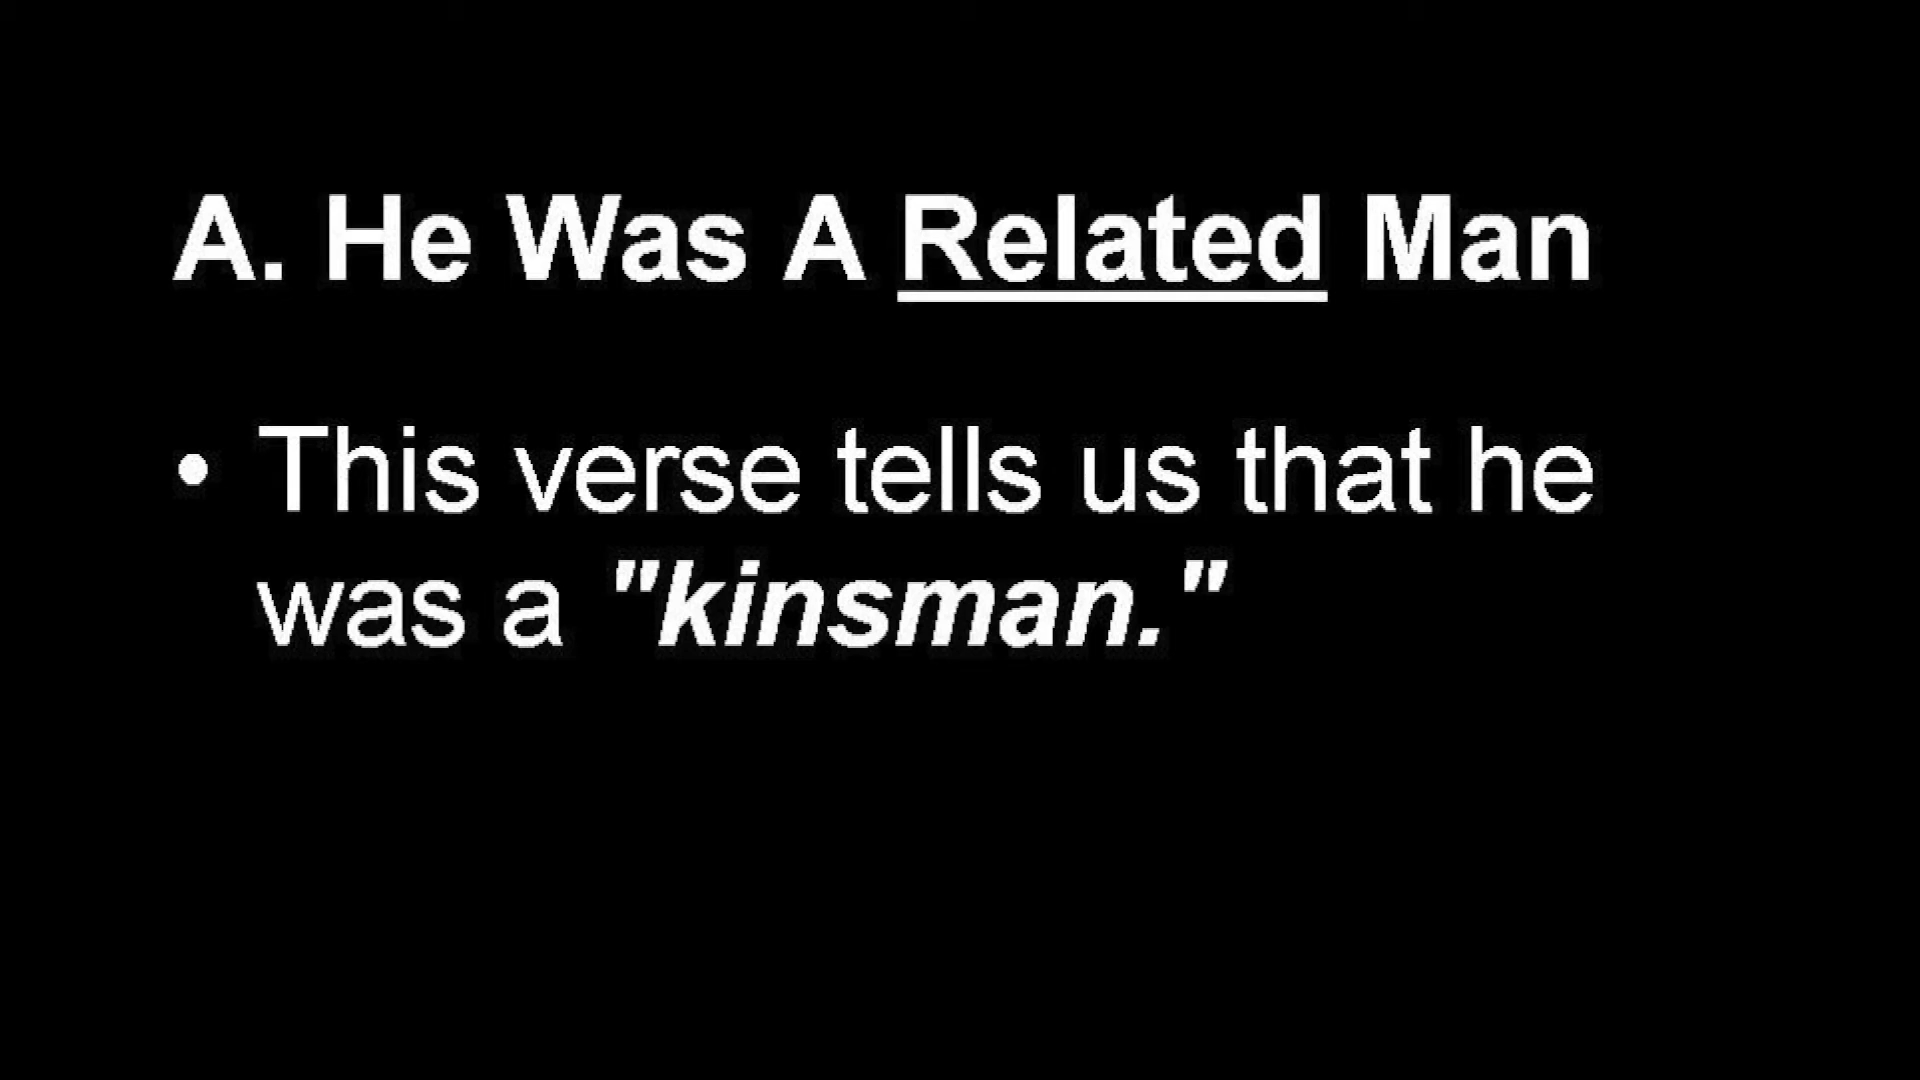 A. He Was A Related Man
• This verse tells us that he
was a "kinsman."